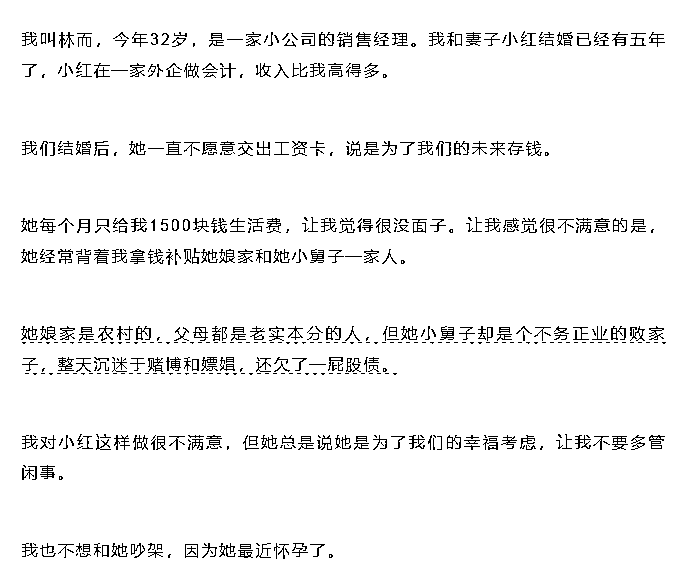 我叫林而，今年32岁，是一家小公司的销售经理。我和妻子小红结婚已经有五年
了，小红在一家外企做会计，收入比我高得多。
我们结婚后，她一直不愿意交出工资卡，说是为了我们的未来存钱。
她每个月只给我1500块钱生活费，让我觉得很没面子。让我感觉很不满意的是，
她经常背着我拿钱补贴她娘家和她小舅子一家人。
她娘家是农村的，父母都是老实本分的人，但她小舅子却是个不务正业的败家
子，整天沉迷于赌博和嫖娼，还欠了一屁股债。
我对小红这样做很不满意，但她总是说她是为了我们的幸福考虑，让我不要多管
闲事。
我也不想和她吵架，因为她最近怀孕了。